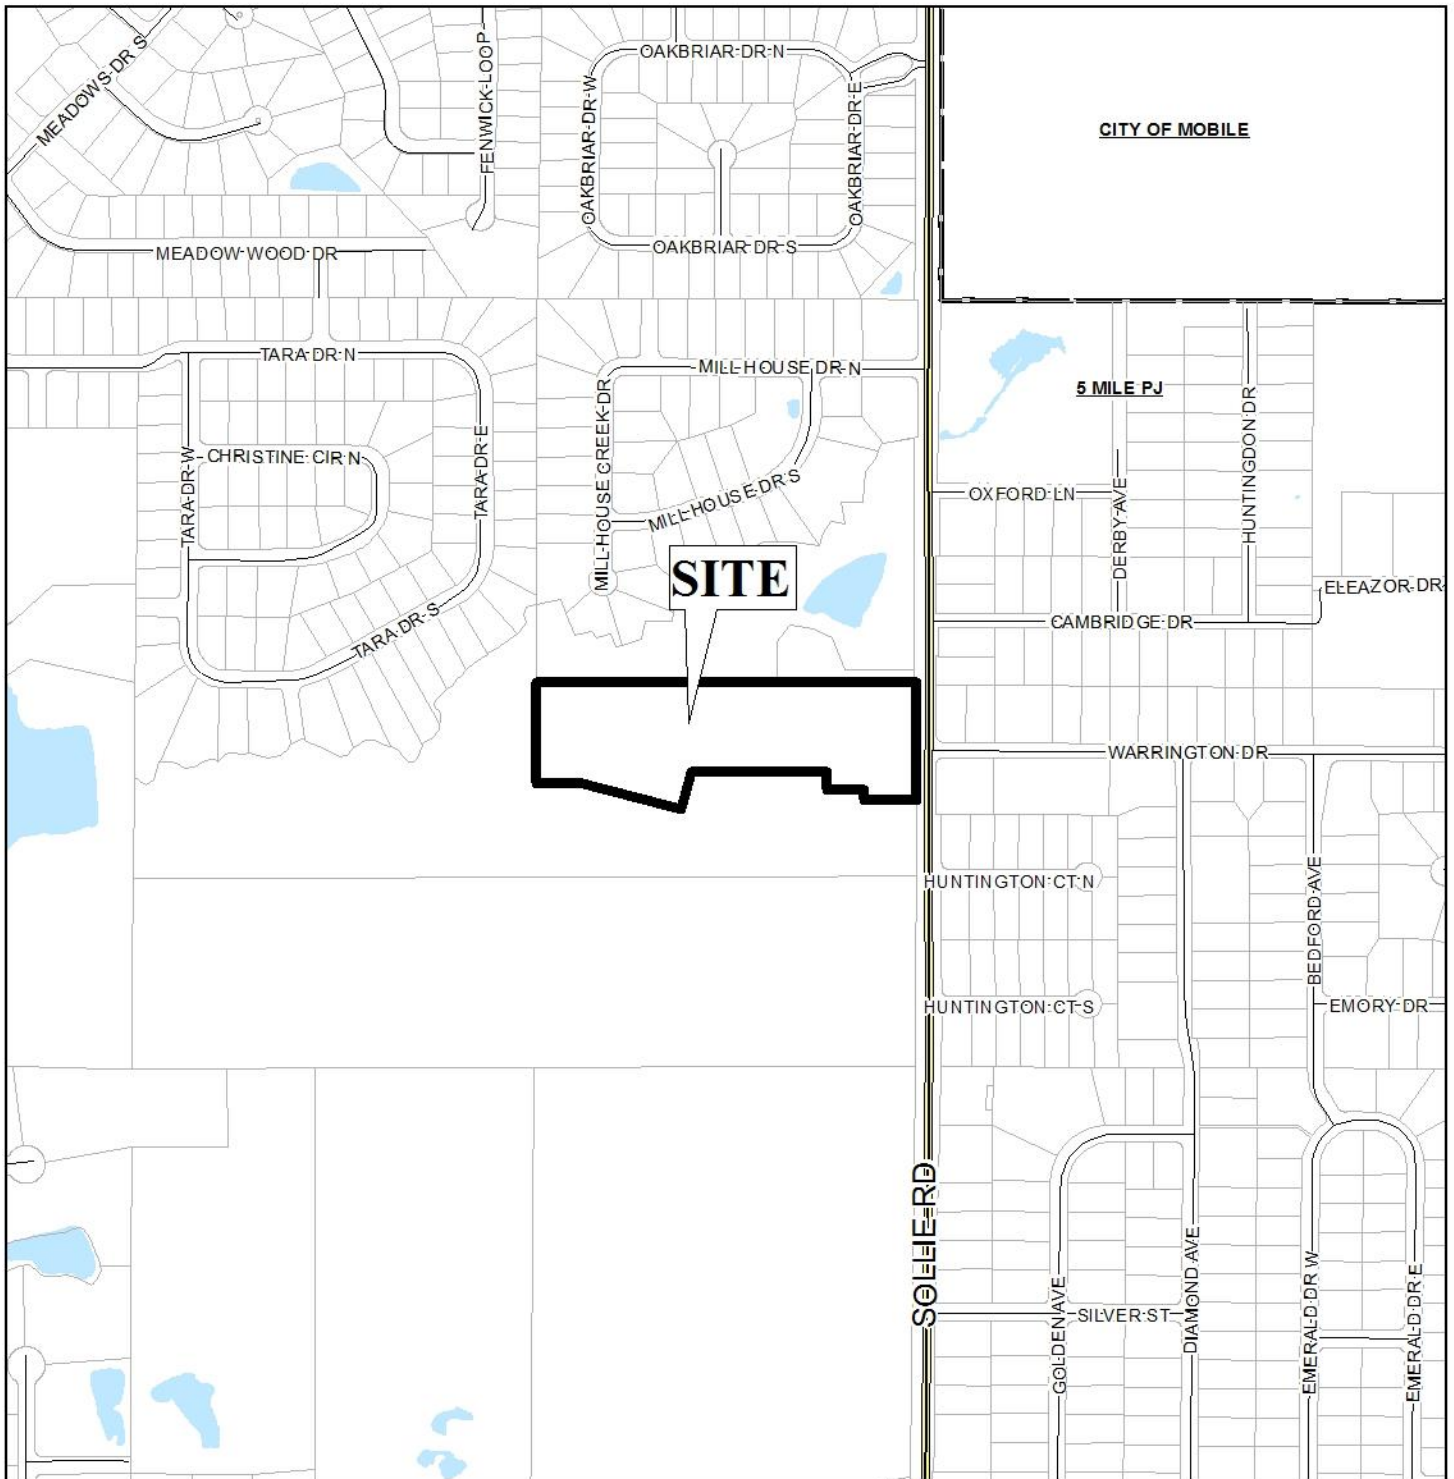 MEADOWS DR S
FENWICK LOOP
OAKBRIAR DR N
OAKBRIAR DR W
OAKBRIAR DR E
OAKBRIAR DR S
CITY OF MOBILE
MEADOW WOOD DR
TARA DR N
MILL HOUSE DR N
5 MILE PJ
MILL HOUSE CREEK DR
HUNTINGDON DR
TARA DR W
CHRISTINE CIR N
TARA DR E
MILL HOUSE DR S
OXFORD LN
DERBY AVE
SITE
ELEAZOR DR
TARA DR S
CAMBRIDGE DR
WARRINGTON DR
HUNTINGTON CT N
BEDFORD AVE
HUNTINGTON CT S
EMORY DR
SOLLIE RD
GOLDEN AVE
SILVER ST
DIAMOND AVE
EMERALD DR W
EMERALD DR E